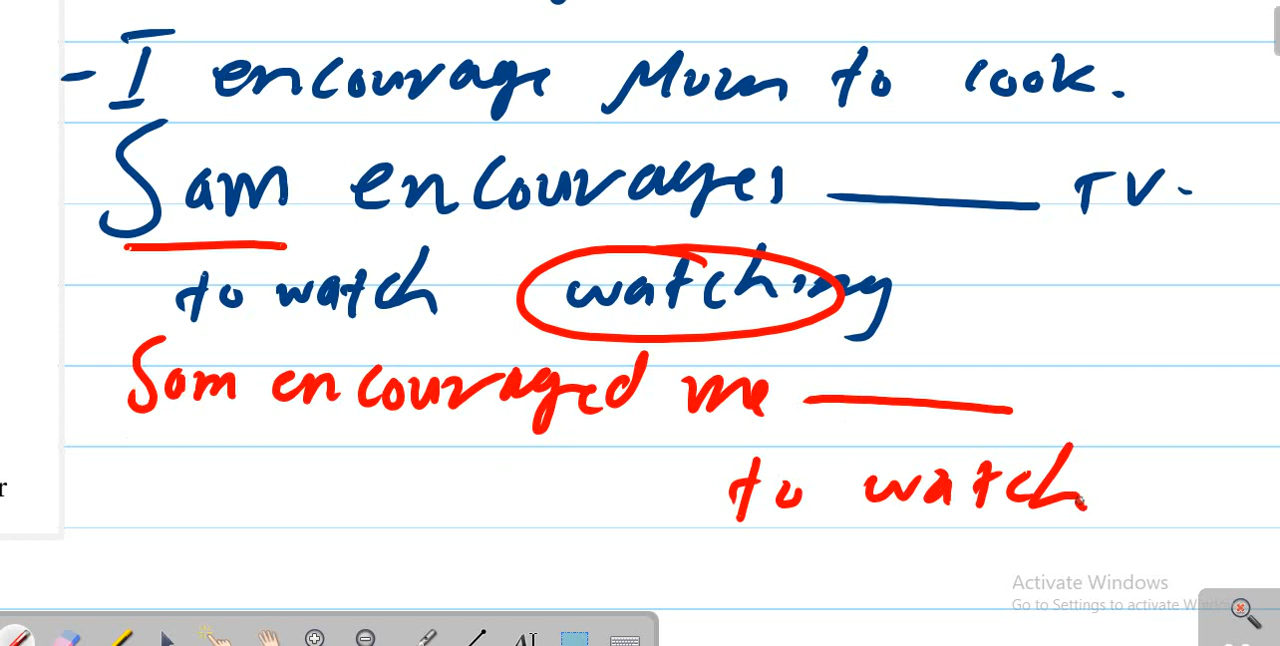 - I encourage Mum to cook.
Sam encourages ______ TV.
to watch watching
Sam encouraged me ______
to watch
r
Activate Windows
Go to Settings to activate Windows